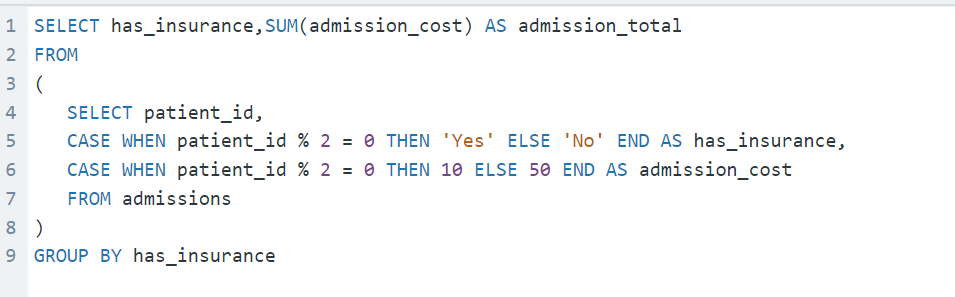 1 SELECT has_insurance,SUM(admission_cost) AS admission_total
2 FROM
3 (
4 SELECT patient_id,
5 CASE WHEN patient_id % 2 = 0 THEN 'Yes' ELSE 'No' END AS has_insurance,
6 CASE WHEN patient_id % 2 = 0 THEN 10 ELSE 50 END AS admission_cost
7 FROM admissions
8 )
9 GROUP BY has_insurance